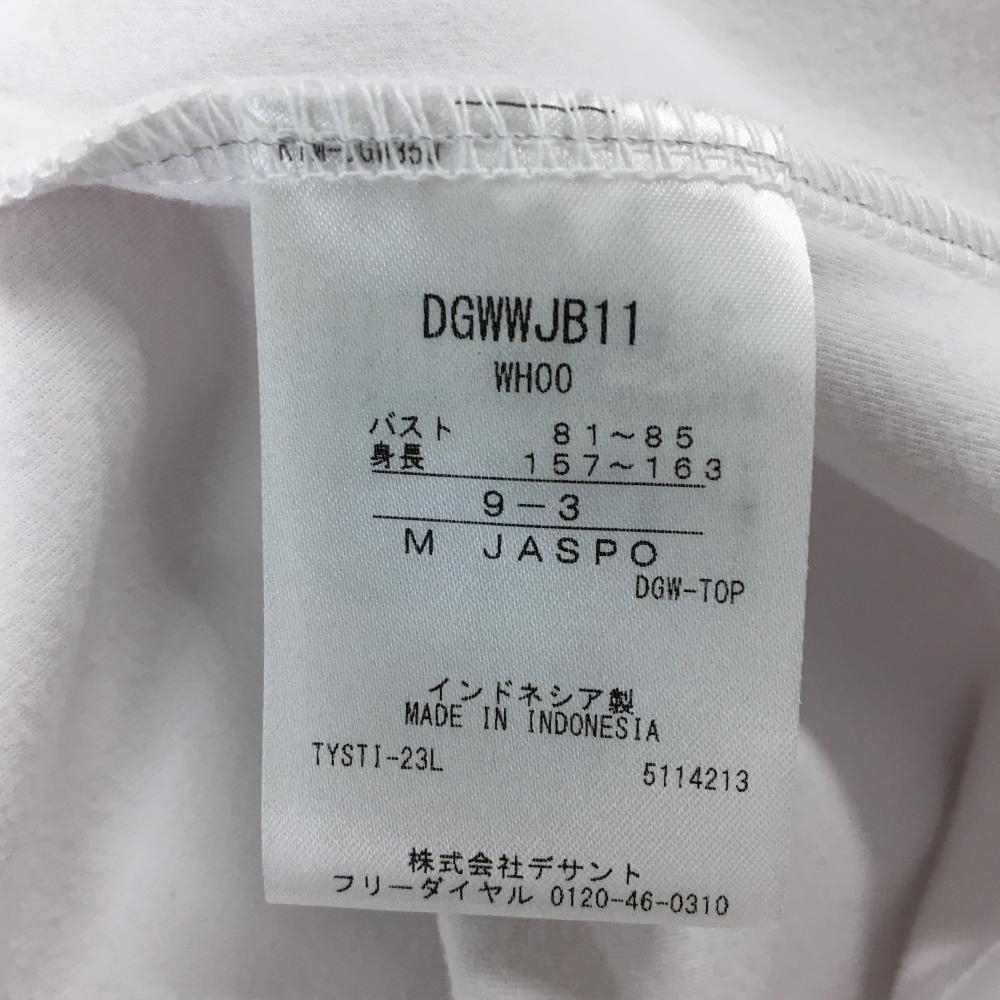 DGWWJB11
WH00
バスト 81~85
身長 157~163
9-3
M JASPO
DGW-TOP
インドネシア製
MADE IN INDONESIA
TYSTI-23L 5114213
株式会社デサント
フリーダイヤル 0120-46-0310